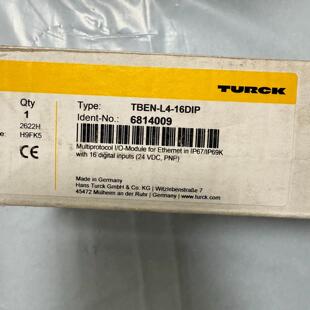 TURCK
Qty
1
2622H
e: H9FK5
CE
Type: TBEN-L4-16DIP
Ident-No.: 6814009
Multiprotocol I/O-Module for Ethernet in IP67/IP69K
with 16 digital inputs (24 VDC, PNP)
Made in Germany
Hans Turck GmbH & Co. KG | Witzlebenstraße 7
45472 Mülheim an der Ruhr | Germany
www.turck.com